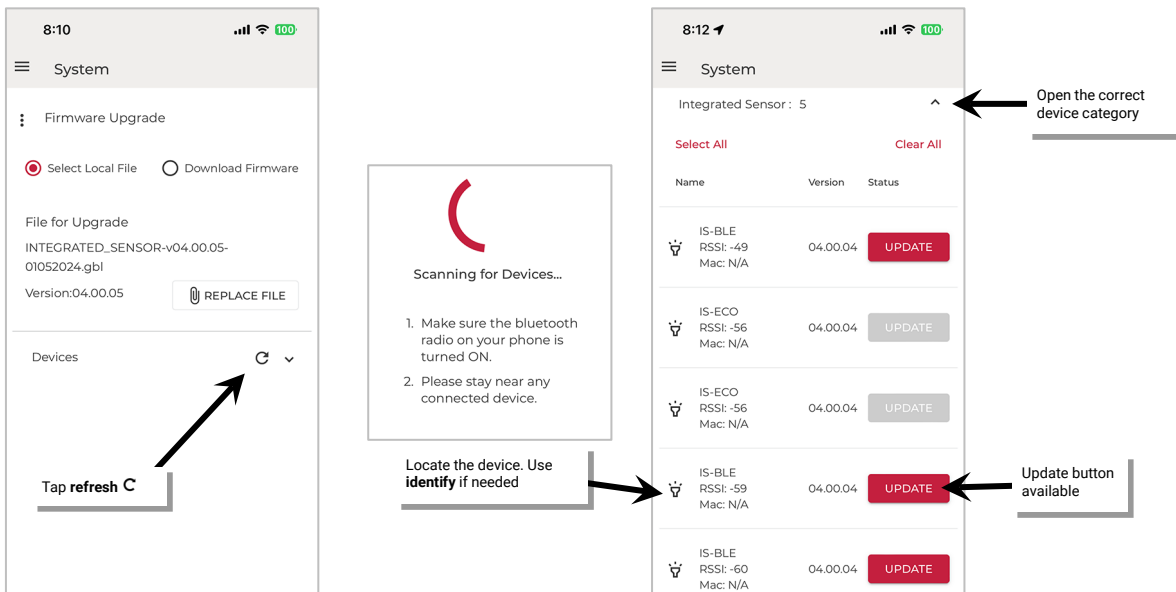 8:10
100
System
Firmware Upgrade
Select Local File
Download Firmware
File for Upgrade
INTEGRATED_SENSOR-v04.00.05-
01052024.gbl
Version:04.00.05
REPLACE FILE
Devices
Tap refresh
Scanning for Devices...
1. Make sure the bluetooth
radio on your phone is
turned ON.
2. Please stay near any
connected device.
Locate the device. Use
identify if needed
8:12
100
System
Integrated Sensor : 5
Select All
Clear All
Name Version Status
IS-BLE
RSSI: -49 04.00.04 UPDATE
Mac: N/A
IS-ECO
RSSI: -56 04.00.04 UPDATE
Mac: N/A
IS-ECO
RSSI: -56 04.00.04 UPDATE
Mac: N/A
IS-BLE
RSSI: -59 04.00.04 UPDATE
Mac: N/A
IS-BLE
RSSI: -60 04.00.04 UPDATE
Mac: N/A
Open the correct
device category
Update button
available